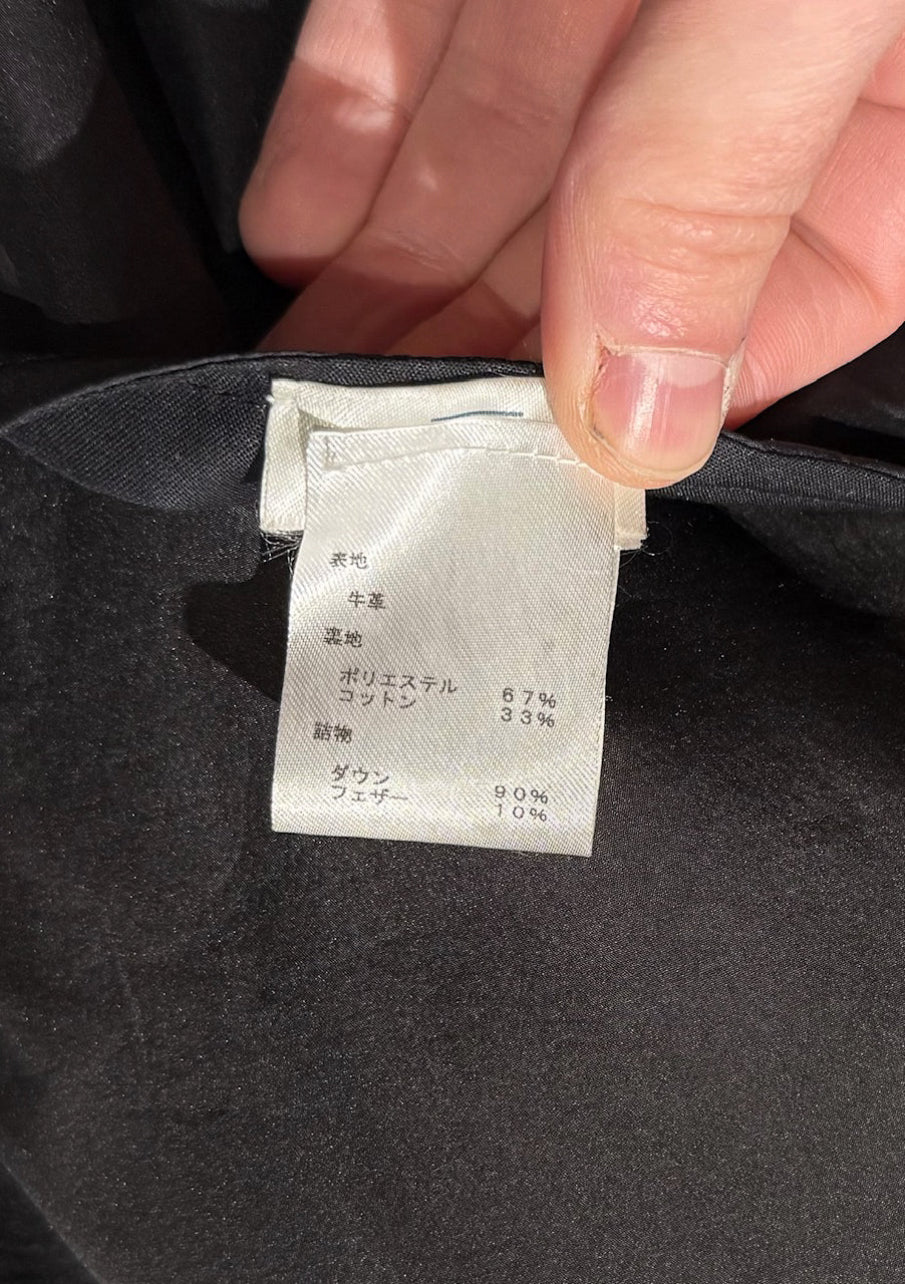 表地
牛革
裏地
ポリエステル 67%
コットン 33%
詰物
ダウン 90%
フェザー 10%